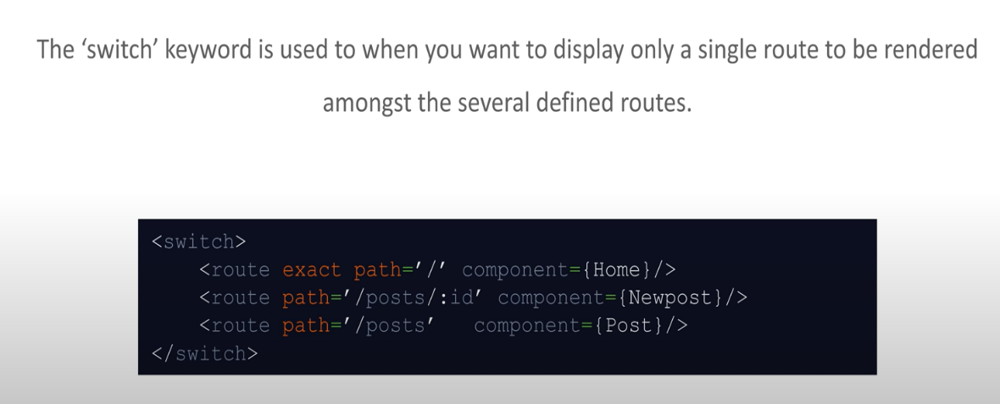 The ‘switch’ keyword is used to when you want to display only a single route to be rendered
amongst the several defined routes.
<switch>
<route exact path='/' component={Home}/>
<route path='/posts/:id' component={Newpost}/>
<route path='/posts' component={Post}/>
</switch>